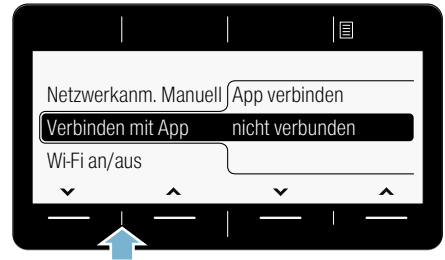 Netzwerkanm. Manuell App verbinden
Verbinden mit App nicht verbunden
Wi-Fi an/aus